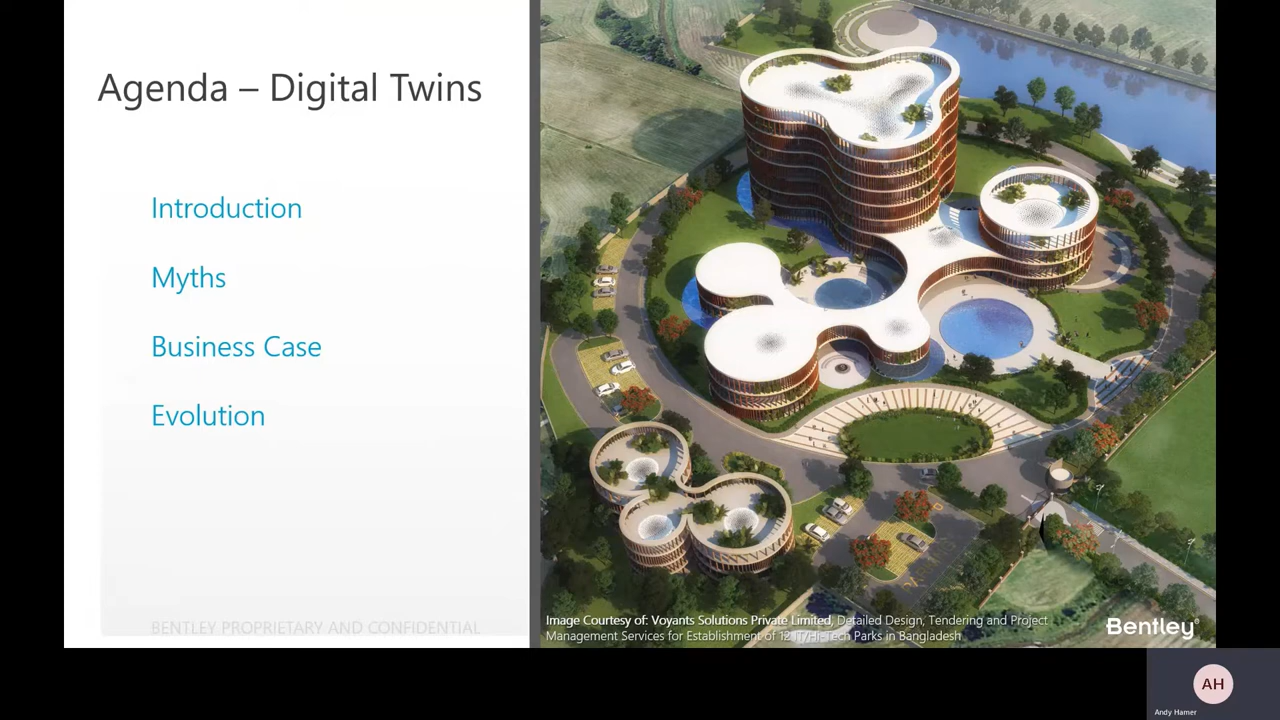 Agenda – Digital Twins
Introduction
Myths
Business Case
Evolution
BENTLEY PROPRIETARY AND CONFIDENTIAL
Image Courtesy of: Voyants Solutions Private Limited, Detailed Design, Tendering and Project
Management Services for Establishment of 12 IT/Hi-Tech Parks in Bangladesh
Bentley®
AH
Andy Hamer